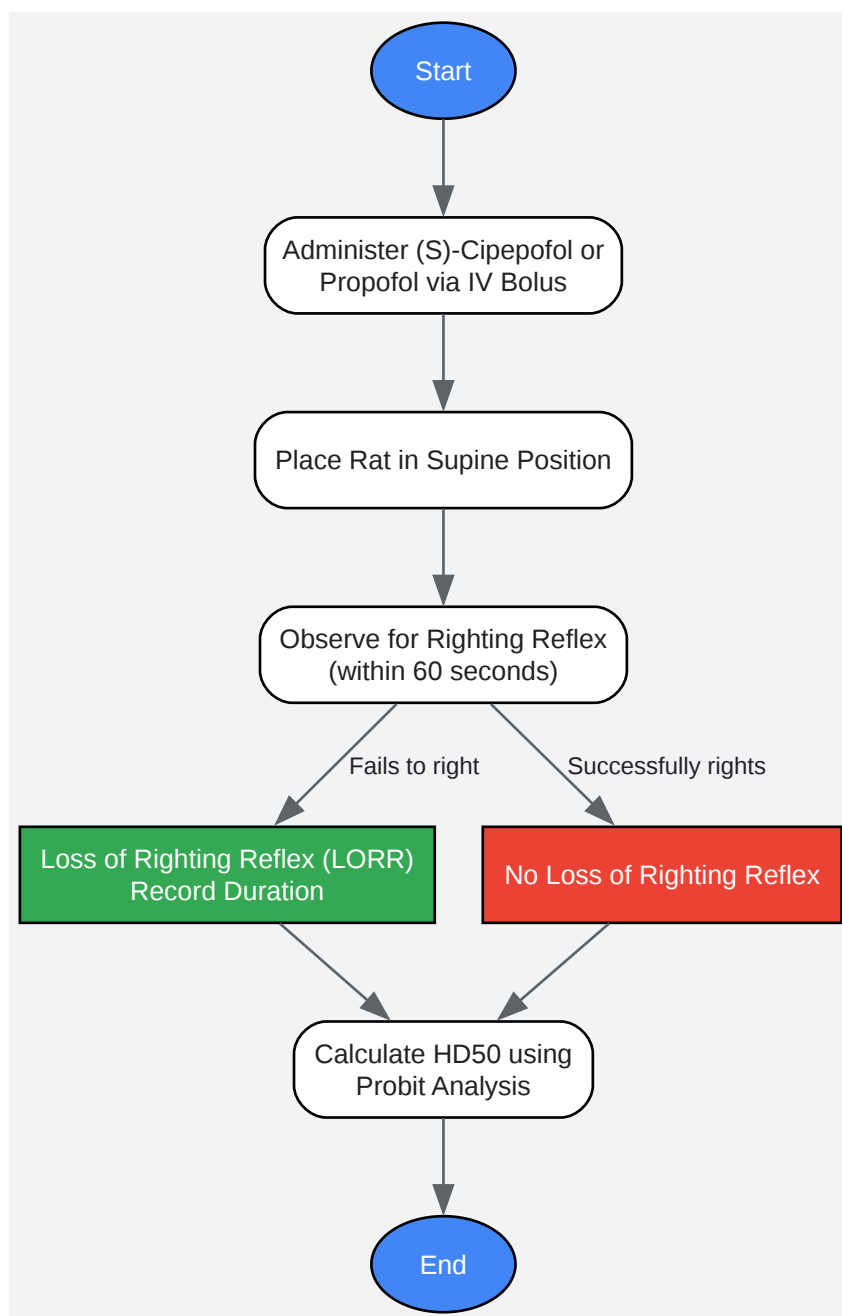 Start
Administer (S)-Cipepofol or
Propofol via IV Bolus
Place Rat in Supine Position
Observe for Righting Reflex
(within 60 seconds)
Fails to right
Successfully rights
Loss of Righting Reflex (LORR)
Record Duration
No Loss of Righting Reflex
Calculate HD50 using
Probit Analysis
End